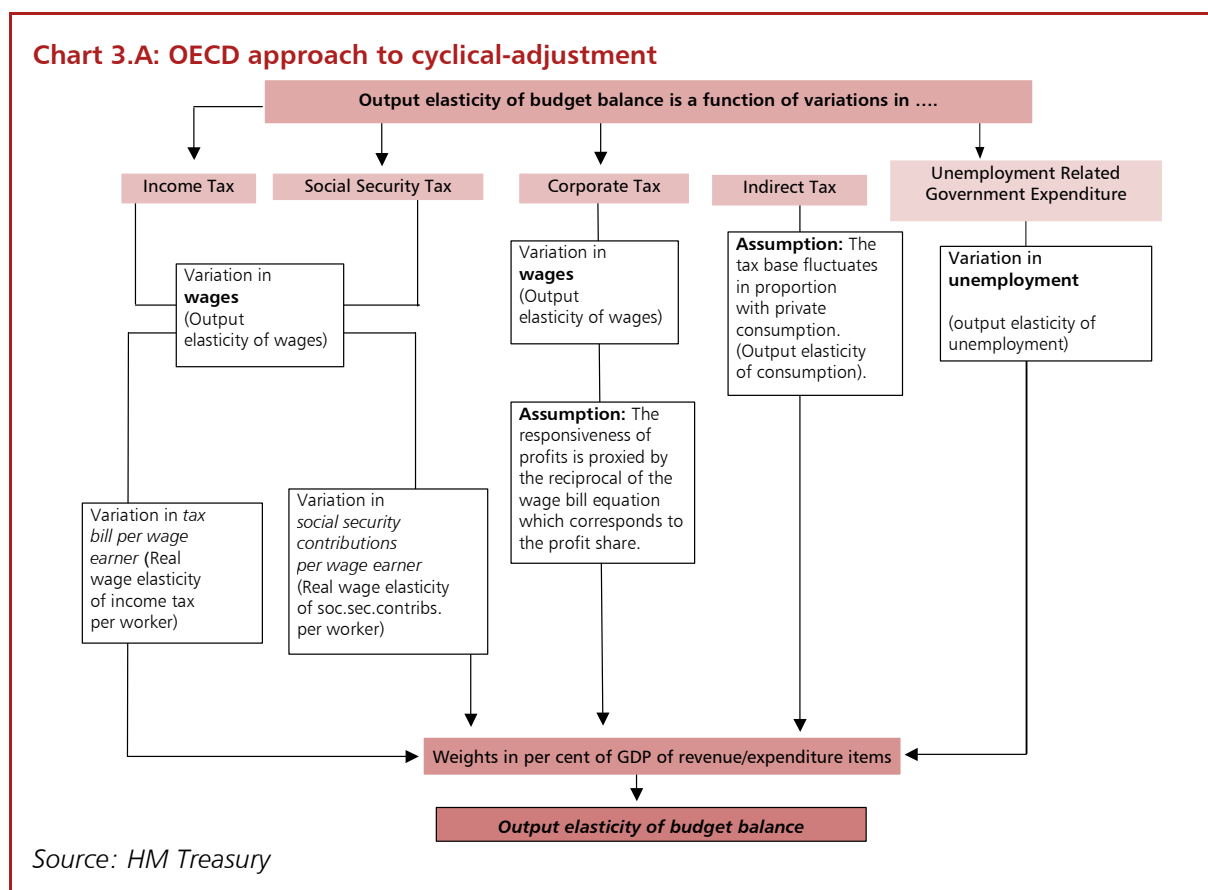 Chart 3.A: OECD approach to cyclical-adjustment
Output elasticity of budget balance is a function of variations in ....
Income Tax
Social Security Tax
Corporate Tax
Indirect Tax
Unemployment Related
Government Expenditure
Variation in
wages
(Output
elasticity of wages)
Variation in
wages
(Output
elasticity of wages)
Assumption: The
tax base fluctuates
in proportion
with private
consumption.
(Output elasticity
of consumption).
Variation in
unemployment
(output elasticity of
unemployment)
Variation in tax
bill per wage
earner (Real
wage elasticity
of income tax
per worker)
Variation in
social security
contributions
per wage earner
(Real wage elasticity
of soc.sec.contribs.
per worker)
Assumption: The
responsiveness of
profits is proxied by
the reciprocal of the
wage bill equation
which corresponds to
the profit share.
Weights in per cent of GDP of revenue/expenditure items
Output elasticity of budget balance
Source: HM Treasury